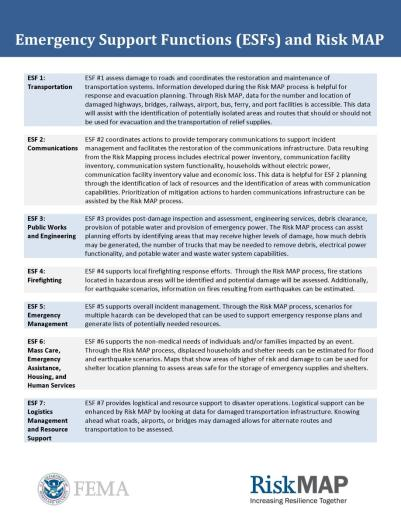 Emergency Support Functions (ESFs) and Risk MAP
ESF 1:
Transportation
ESF #1 assess damage to roads and coordinates the restoration and maintenance of
transportation systems. Information developed during the Risk MAP process is helpful for
response and evacuation planning. Through Risk MAP, data for the number and location of
damaged highways, bridges, railways, airport, bus, ferry, and port facilities is accessible. This data
will assist with the identification of potentially isolated areas and routes that should or should not
be used for evacuation and the transportation of relief supplies.
ESF 2:
Communications
ESF #2 coordinates actions to provide temporary communications to support incident
management and facilitates the restoration of the communications infrastructure. Data resulting
from the Risk Mapping process includes electrical power inventory, communication facility
inventory, communication system functionality, households without electric power,
communication facility inventory value and economic loss. This data is helpful for ESF 2 planning
through the identification of lack of resources and the identification of areas with communication
capabilities. Prioritization of mitigation actions to harden communications infrastructure can be
assisted by the Risk MAP process.
ESF 3:
Public Works
and Engineering
ESF #3 provides post-damage inspection and assessment, engineering services, debris clearance,
provision of potable water and provision of emergency power. The Risk MAP process can assist
planning efforts by identifying areas that may receive higher levels of damage, how much debris
may be generated, the number of trucks that may be needed to remove debris, electrical power
functionality, and potable water and waste water system capabilities.
ESF 4:
Firefighting
ESF #4 supports local firefighting response efforts. Through the Risk MAP process, fire stations
located in hazardous areas will be identified and potential damage will be assessed. Additionally,
for earthquake scenarios, information on fires resulting from earthquakes can be estimated.
ESF 5:
Emergency
Management
ESF #5 supports overall incident management. Through the Risk MAP process, scenarios for
multiple hazards can be developed that can be used to support emergency response plans and
generate lists of potentially needed resources.
ESF 6:
Mass Care,
Emergency
Assistance,
Housing, and
Human Services
ESF #6 supports the non-medical needs of individuals and/or families impacted by an event.
Through the Risk MAP process, displaced households and shelter needs can be estimated for flood
and earthquake scenarios. Maps that show areas of higher of risk and damage to can be used for
shelter location planning to assess areas safe for the storage of emergency supplies and shelters.
ESF 7:
Logistics
Management
and Resource
Support
ESF #7 provides logistical and resource support to disaster operations. Logistical support can be
enhanced by Risk MAP by looking at data for damaged transportation infrastructure. Knowing
ahead what roads, airports, or bridges may damaged allows for alternate routes and
transportation to be assessed.
FEMA
RiskMAP
Increasing Resilience Together